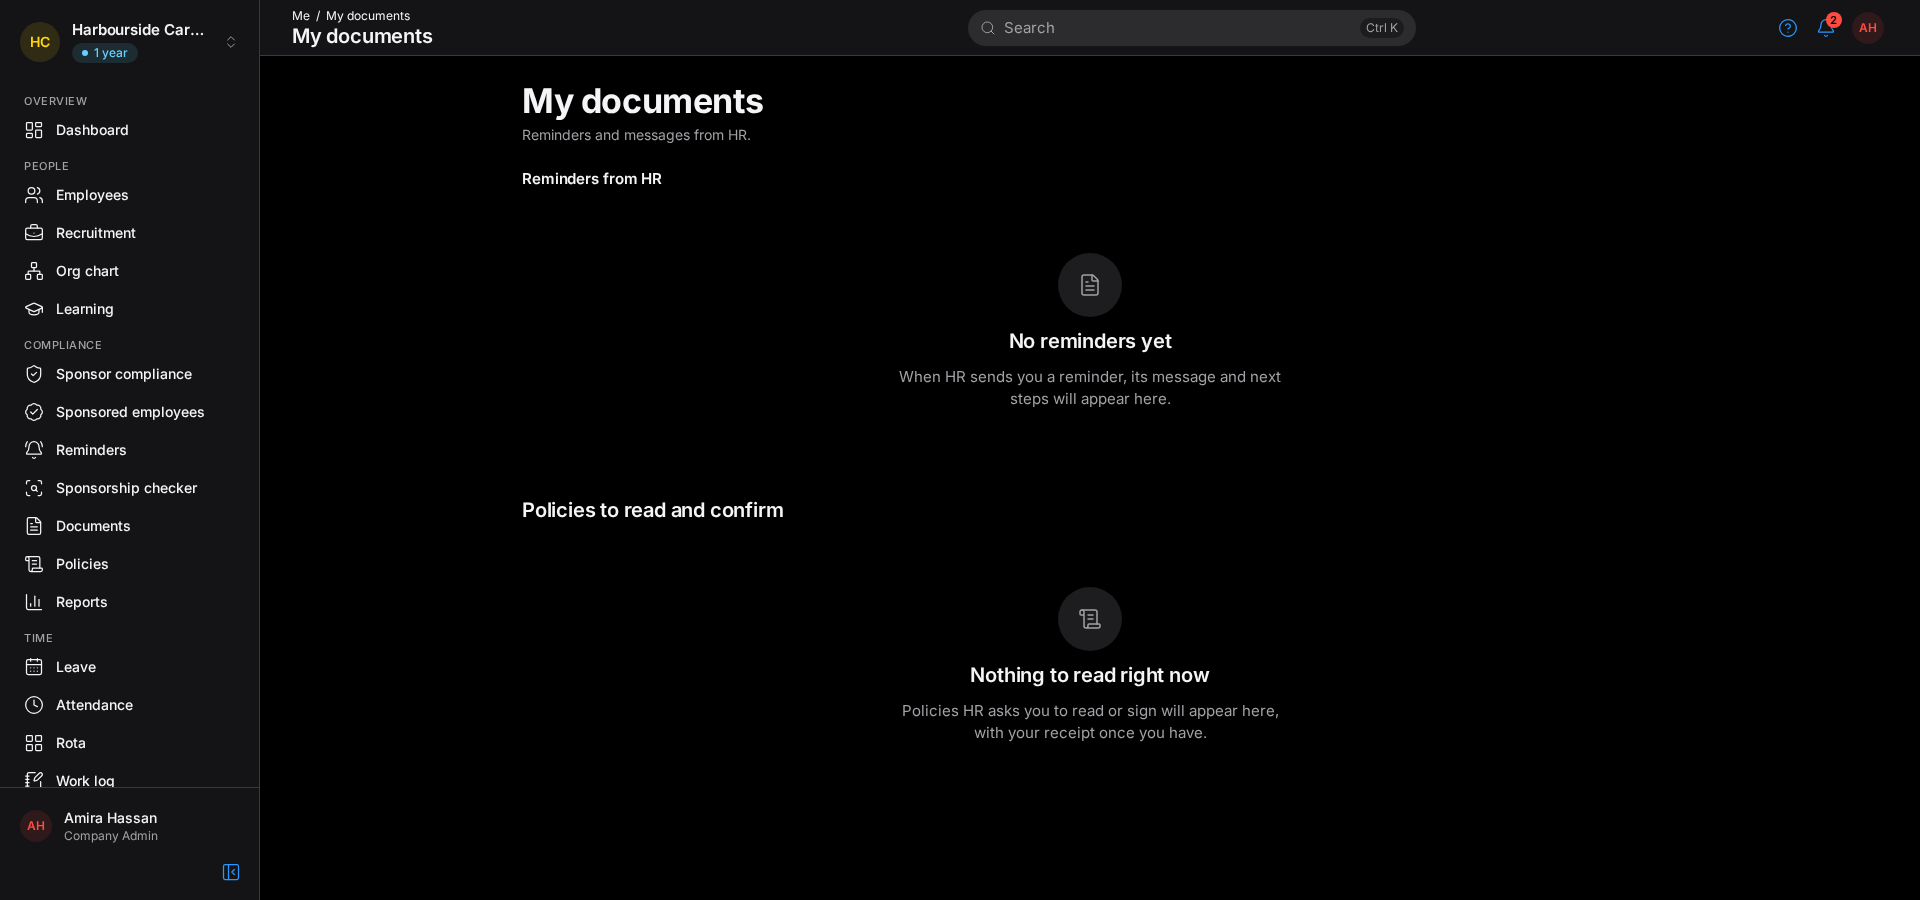 HC
Harbourside Car...
1 year
OVERVIEW
Dashboard
PEOPLE
Employees
Recruitment
Org chart
Learning
COMPLIANCE
Sponsor compliance
Sponsored employees
Reminders
Sponsorship checker
Documents
Policies
Reports
TIME
Leave
Attendance
Rota
Work log
AH
Amira Hassan
Company Admin
Me / My documents
My documents
Search
Ctrl K
2
AH
My documents
Reminders and messages from HR.
Reminders from HR
No reminders yet
When HR sends you a reminder, its message and next
steps will appear here.
Policies to read and confirm
Nothing to read right now
Policies HR asks you to read or sign will appear here,
with your receipt once you have.